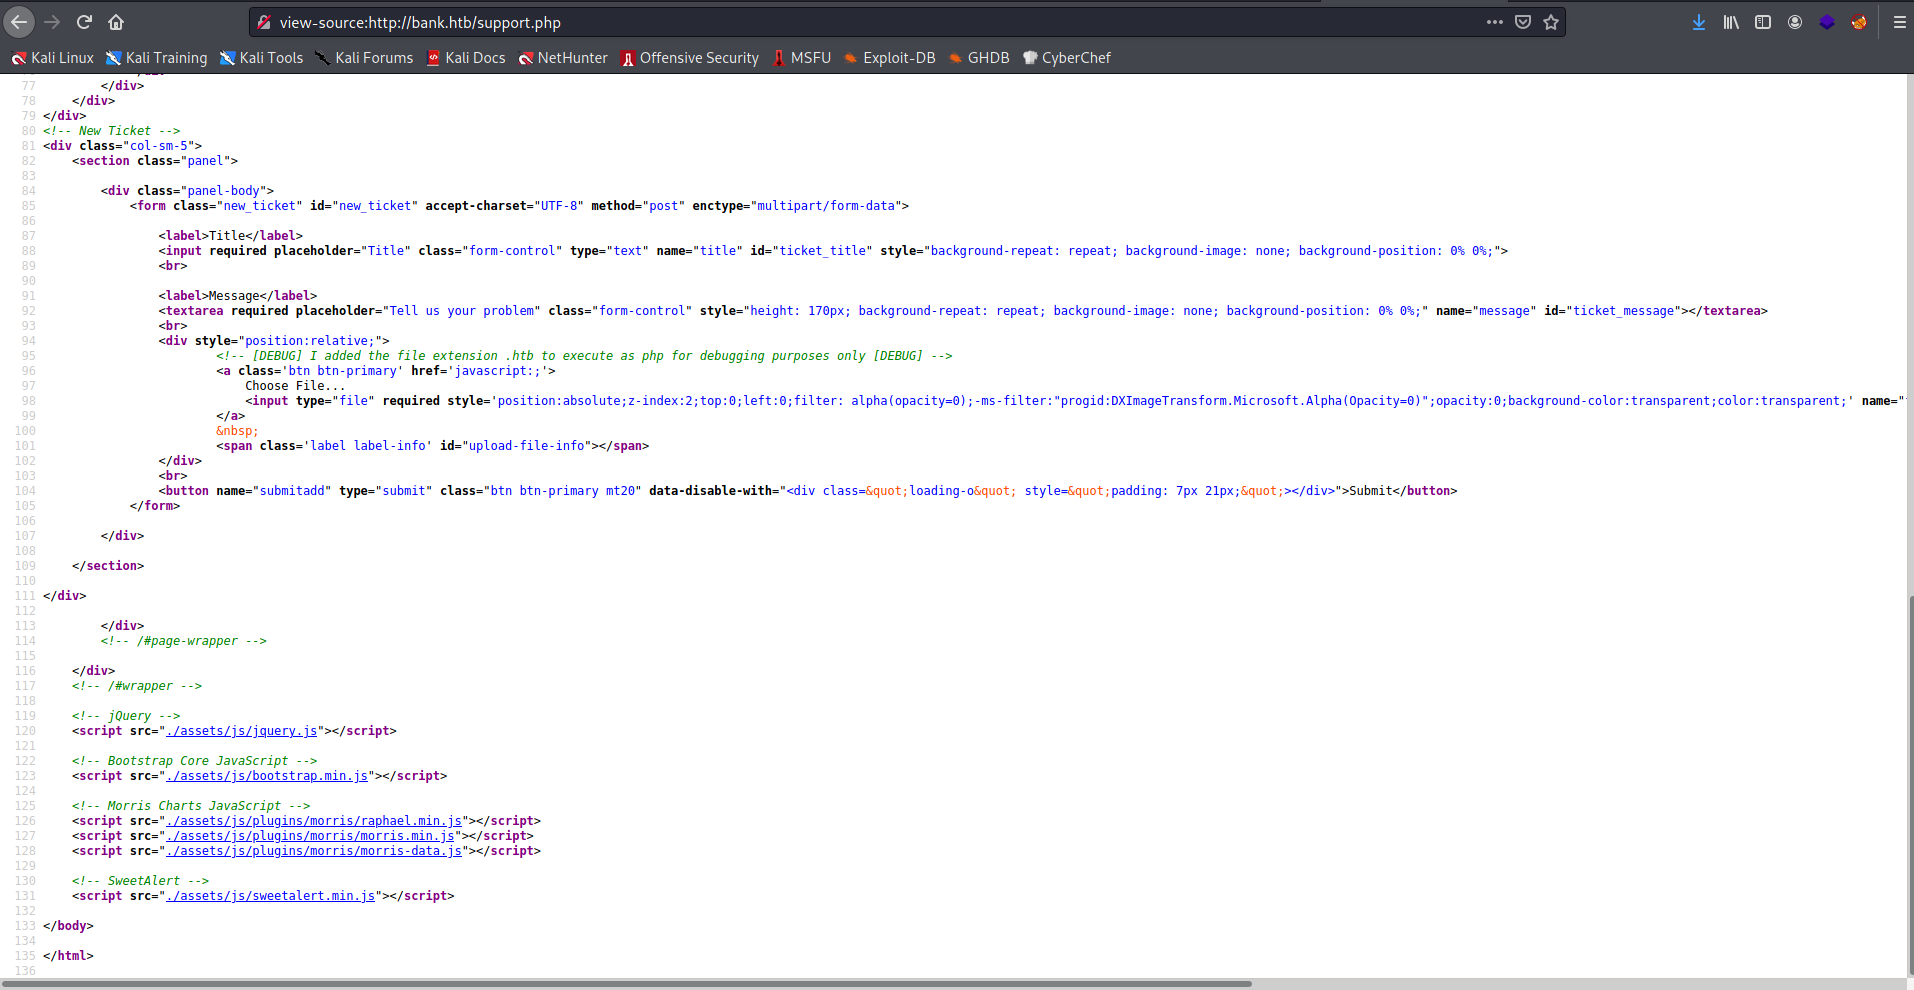 view-source:http://bank.htb/support.php
Kali Linux Kali Training Kali Tools Kali Forums Kali Docs NetHunter Offensive Security MSFU Exploit-DB GHDB CyberChef
77 </div>
78 </div>
79 </div>
80 <!-- New Ticket -->
81 <div class="col-sm-5">
82 <section class="panel">
83
84 <div class="panel-body">
85 <form class="new_ticket" id="new_ticket" accept-charset="UTF-8" method="post" enctype="multipart/form-data">
86
87 <label>Title</label>
88 <input required placeholder="Title" class="form-control" type="text" name="title" id="ticket_title" style="background-repeat: repeat; background-image: none; background-position: 0% 0%;">
89 <br>
90
91 <label>Message</label>
92 <textarea required placeholder="Tell us your problem" class="form-control" style="height: 170px; background-repeat: repeat; background-image: none; background-position: 0% 0%;" name="message" id="ticket_message"></textarea>
93 <br>
94 <div style="position:relative;">
95 <!-- [DEBUG] I added the file extension .htb to execute as php for debugging purposes only [DEBUG] -->
96 <a class='btn btn-primary' href='javascript:;'>
97 Choose File...
98 <input type="file" required style='position:absolute;z-index:2;top:0;left:0;filter: alpha(opacity=0);-ms-filter:"progid:DXImageTransform.Microsoft.Alpha(Opacity=0)";opacity:0;background-color:transparent;color:transparent;' name="
99 </a>
100 &nbsp;
101 <span class='label label-info' id="upload-file-info"></span>
102 </div>
103 <br>
104 <button name="submitadd" type="submit" class="btn btn-primary mt20" data-disable-with="<div class=&quot;loading-o&quot; style=&quot;padding: 7px 21px;&quot;></div>">Submit</button>
105 </form>
106
107 </div>
108
109 </section>
110
111 </div>
112
113 </div>
114 <!-- /#page-wrapper -->
115
116 </div>
117 <!-- /#wrapper -->
118
119 <!-- jQuery -->
120 <script src="./assets/js/jquery.js"></script>
121
122 <!-- Bootstrap Core JavaScript -->
123 <script src="./assets/js/bootstrap.min.js"></script>
124
125 <!-- Morris Charts JavaScript -->
126 <script src="./assets/js/plugins/morris/raphael.min.js"></script>
127 <script src="./assets/js/plugins/morris/morris.min.js"></script>
128 <script src="./assets/js/plugins/morris/morris-data.js"></script>
129
130 <!-- SweetAlert -->
131 <script src="./assets/js/sweetalert.min.js"></script>
132
133 </body>
134
135 </html>
136